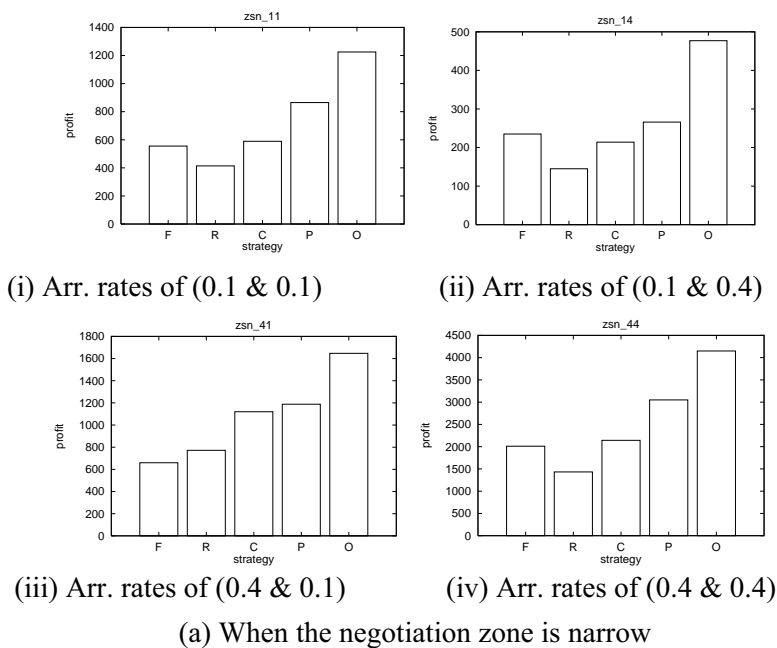 zsn_11
1400
1200
1000
800
600
400
200
0
profit
F R C P O
strategy
(i) Arr. rates of (0.1 & 0.1)
zsn_14
500
400
300
200
100
0
profit
F R C P O
strategy
(ii) Arr. rates of (0.1 & 0.4)
zsn_41
1800
1600
1400
1200
1000
800
600
400
200
0
profit
F R C P O
strategy
(iii) Arr. rates of (0.4 & 0.1)
zsn_44
4500
4000
3500
3000
2500
2000
1500
1000
500
0
profit
F R C P O
strategy
(iv) Arr. rates of (0.4 & 0.4)
(a) When the negotiation zone is narrow